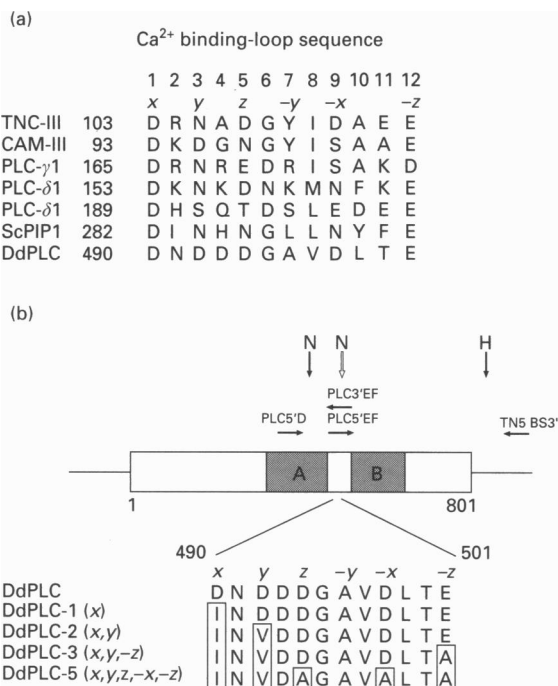 (a)
Ca2+ binding-loop sequence
1 2 3 4 5 6 7 8 9 10 11 12
x y z –y –x –z
TNC-III 103 D R N A D G Y I D A E E
CAM-III 93 D K D G N G Y I S A A E
PLC-γ1 165 D R N R E D R I S A K D
PLC-δ1 153 D K N K D N K M N F K E
PLC-δ1 189 D H S Q T D S L E D E E
ScPIP1 282 D I N H N G L L N Y F E
DdPLC 490 D N D D D G A V D L T E
(b)
N N H
PLC3'EF
PLC5'D PLC5'EF TN5 BS3'
A B
1 801
490 501
x y z –y –x –z
DdPLC D N D D D G A V D L T E
DdPLC-1 (x) I N D D D G A V D L T E
DdPLC-2 (x,y) I N V D D G A V D L T E
DdPLC-3 (x,y,–z) I N V D D G A V D L T A
DdPLC-5 (x,y,z,–x,–z) I N V D A G A V A L T A